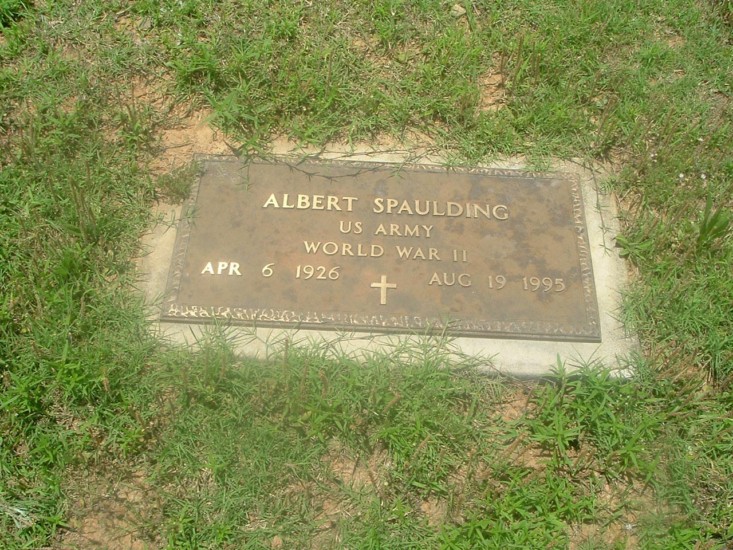 ALBERT SPAULDING
US ARMY
WORLD WAR II
APR 6 1926 AUG 19 1995